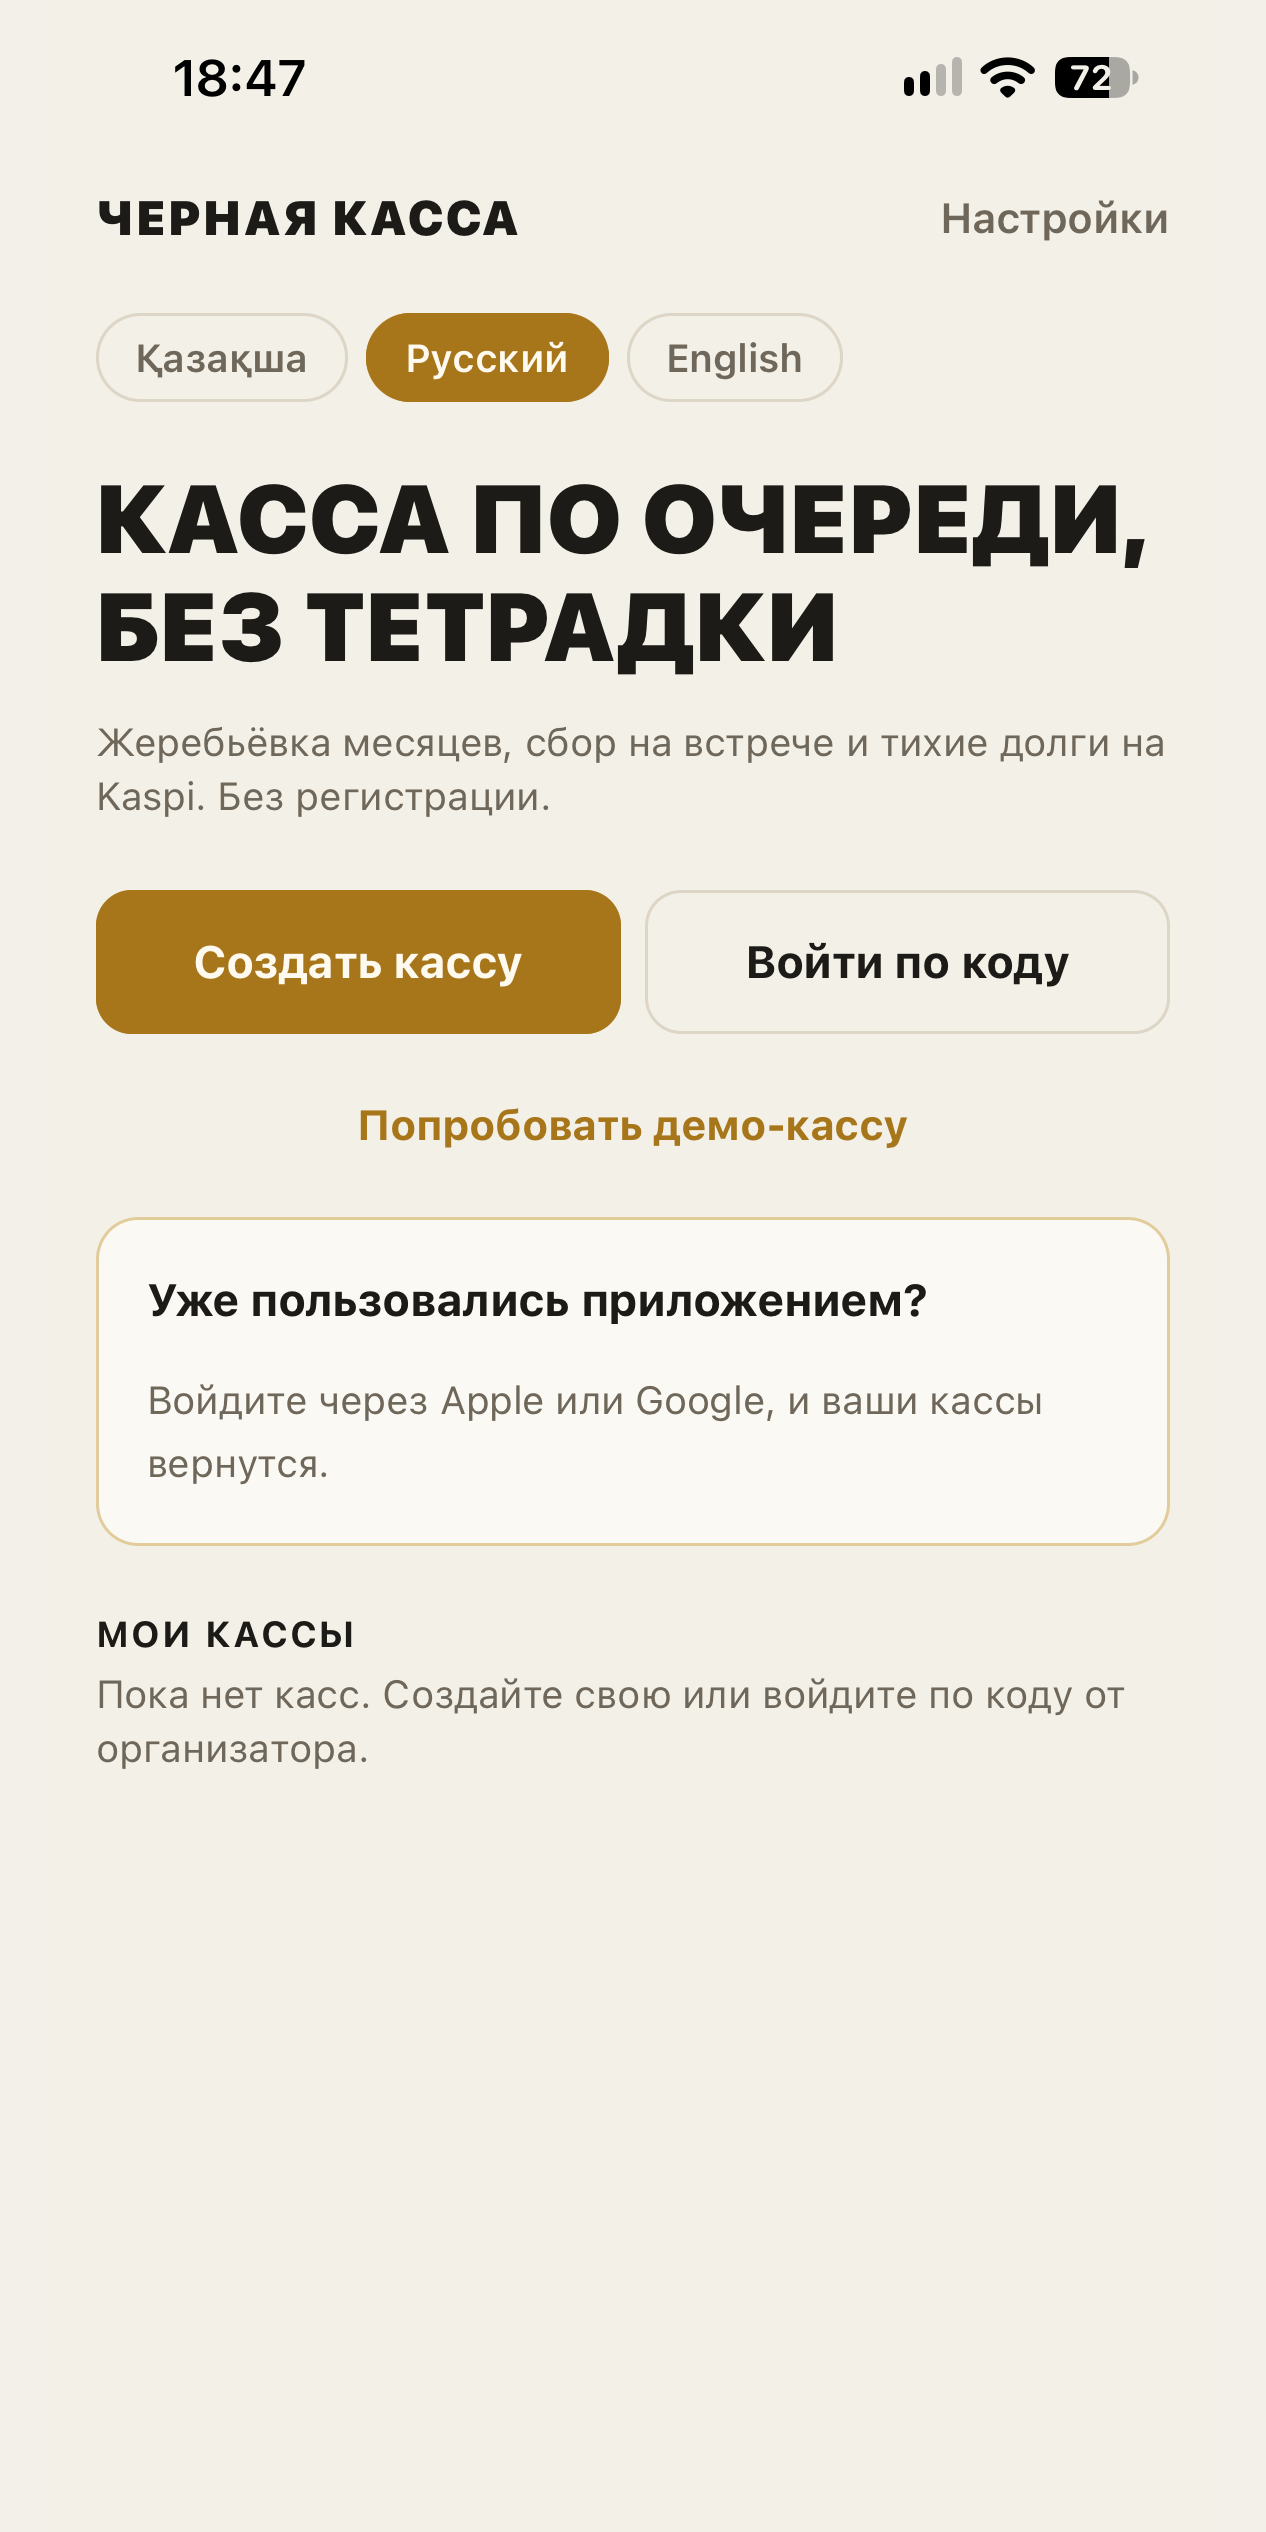 18:47
72
ЧЕРНАЯ КАССА
Настройки
Қазақша
Русский
English
КАССА ПО ОЧЕРЕДИ,
БЕЗ ТЕТРАДКИ
Жеребьёвка месяцев, сбор на встрече и тихие долги на
Kaspi. Без регистрации.
Создать кассу
Войти по коду
Попробовать демо-кассу
Уже пользовались приложением?
Войдите через Apple или Google, и ваши кассы
вернутся.
МОИ КАССЫ
Пока нет касс. Создайте свою или войдите по коду от
организатора.